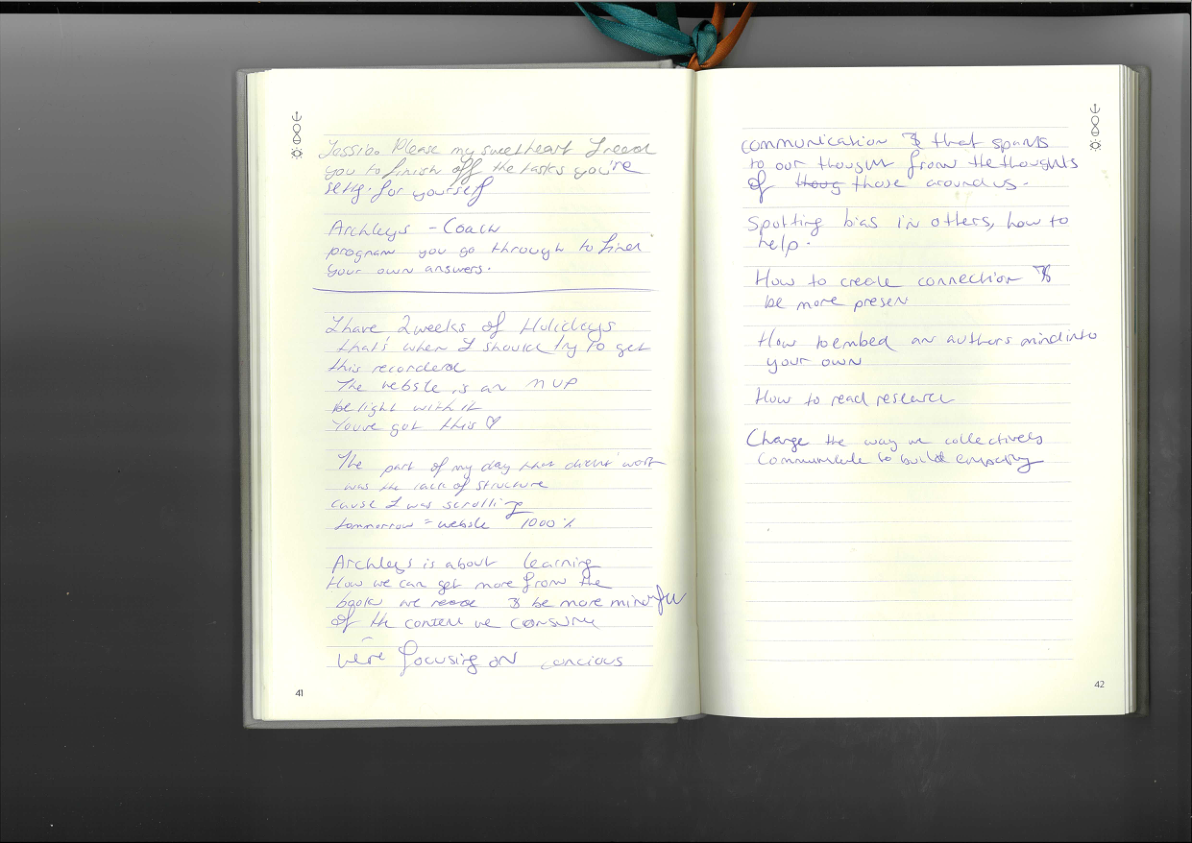 Please my sweetheart I need
you to finish off the tasks you're
setting for yourself
Archleys - Coach
program you go through to find
your own answers.
I have 2 weeks of Holideys
that's when I should try to get
this recorded
The website is an MVP
be light with it
You've got this ♡
The part of my day that didn't work
was the lack of structure
cause I was scrolling
tommorow = website 1000%
Archleys is about learning
How we can get more from the
books we read & be more mindful
of the content we consume
We're focusing on concious
41
communication & that
to our thought from the thoughts
of thoug those around us.
Spotting bias in others, how to
help.
How to create connection &
be more presen
How to embed an authors mind into
your own
How to read research
Change the way we collectively
Communicate to build empathy
42